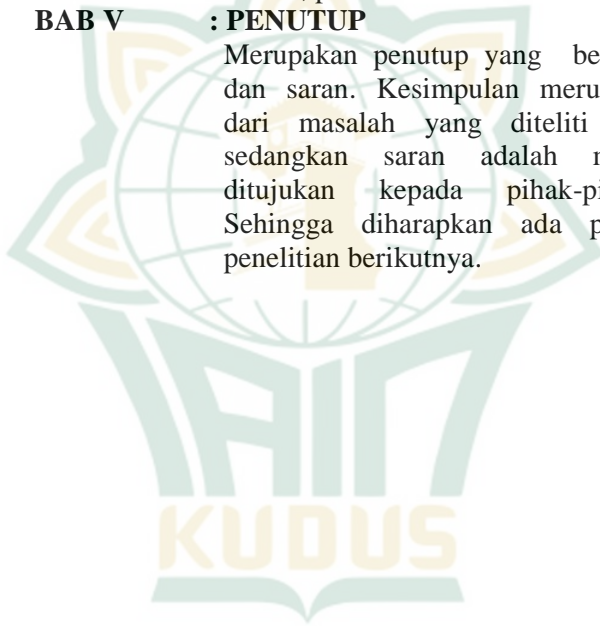 BAB V : PENUTUP
Merupakan penutup yang
dan saran. Kesimpulan
dari masalah yang diteliti
sedangkan saran adalah
ditujukan kepada
Sehingga diharapkan ada
penelitian berikutnya.
IAIN
KUDUS